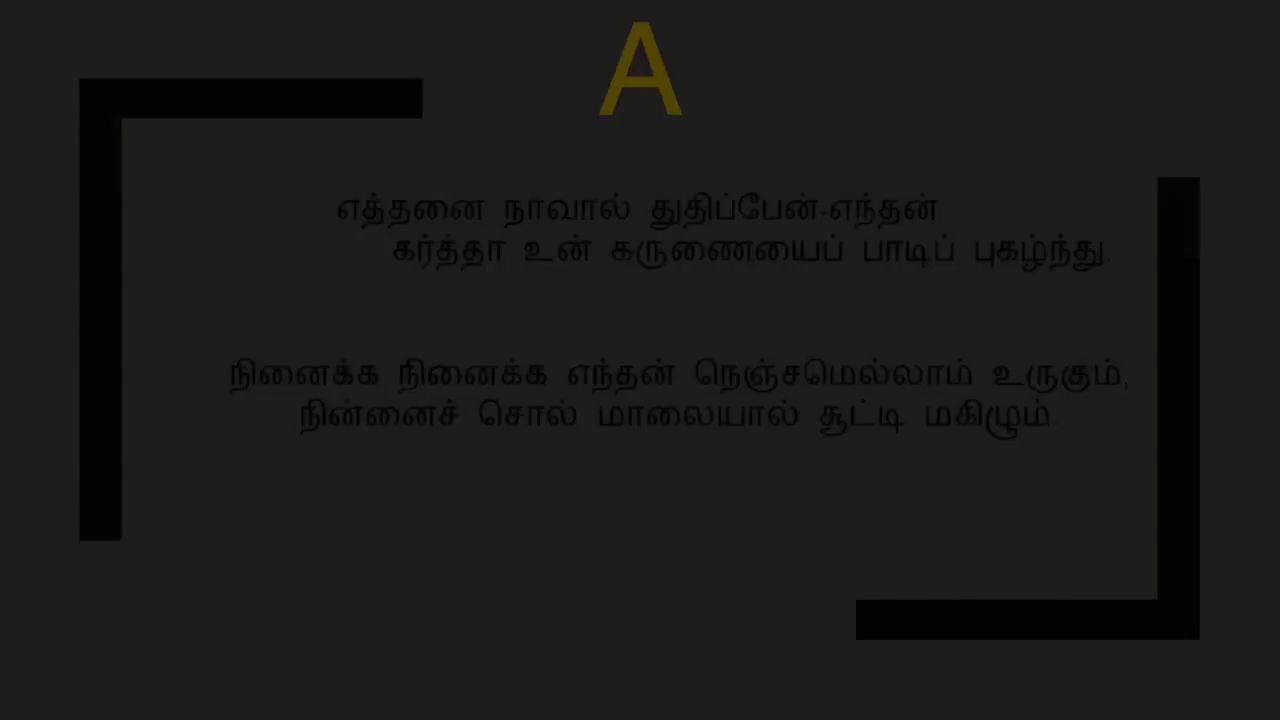 A
எத்தனை நாவால் துதிப்பேன்-எந்தன்
கர்த்தா உன் கருணையைப் பாடிப் புகழ்ந்து.
நினைக்க நினைக்க எந்தன் நெஞ்சமெல்லாம் உருகும்,
நின்னைச் சொல் மாலையால் சூட்டி மகிழும்